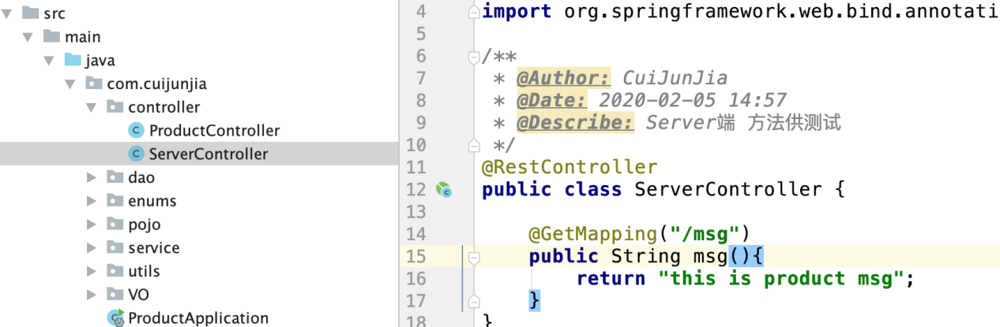 src
main
java
com.cuijunjia
controller
ProductController
ServerController
dao
enums
pojo
service
utils
VO
ProductApplication
4 import org.springframework.web.bind.annotati
5
6 /**
7 * @Author: CuiJunJia
8 * @Date: 2020-02-05 14:57
9 * @Describe: Server端 方法供测试
10 */
11 @RestController
12 public class ServerController {
13
14 @GetMapping("/msg")
15 public String msg(){
16 return "this is product msg";
17 }
18 }